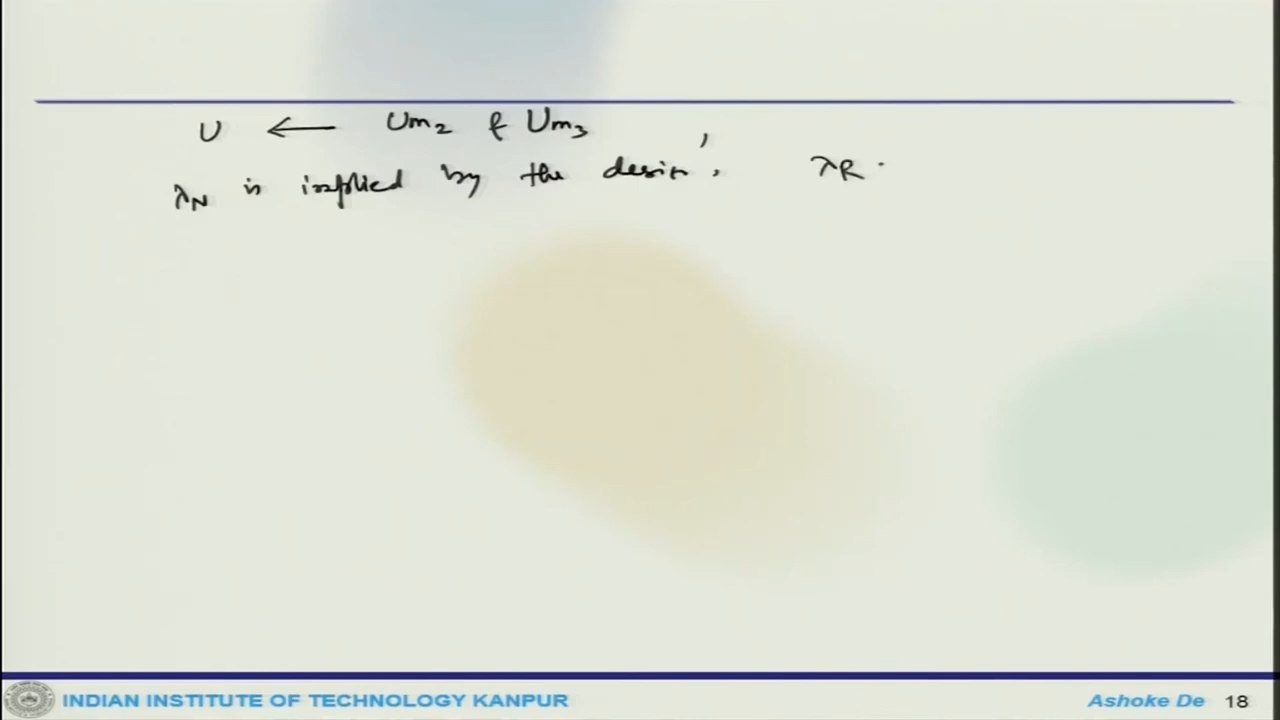 U ← Um2 & Um3
λN is implied by the design, λR.
INDIAN INSTITUTE OF TECHNOLOGY KANPUR
Ashoke De 18